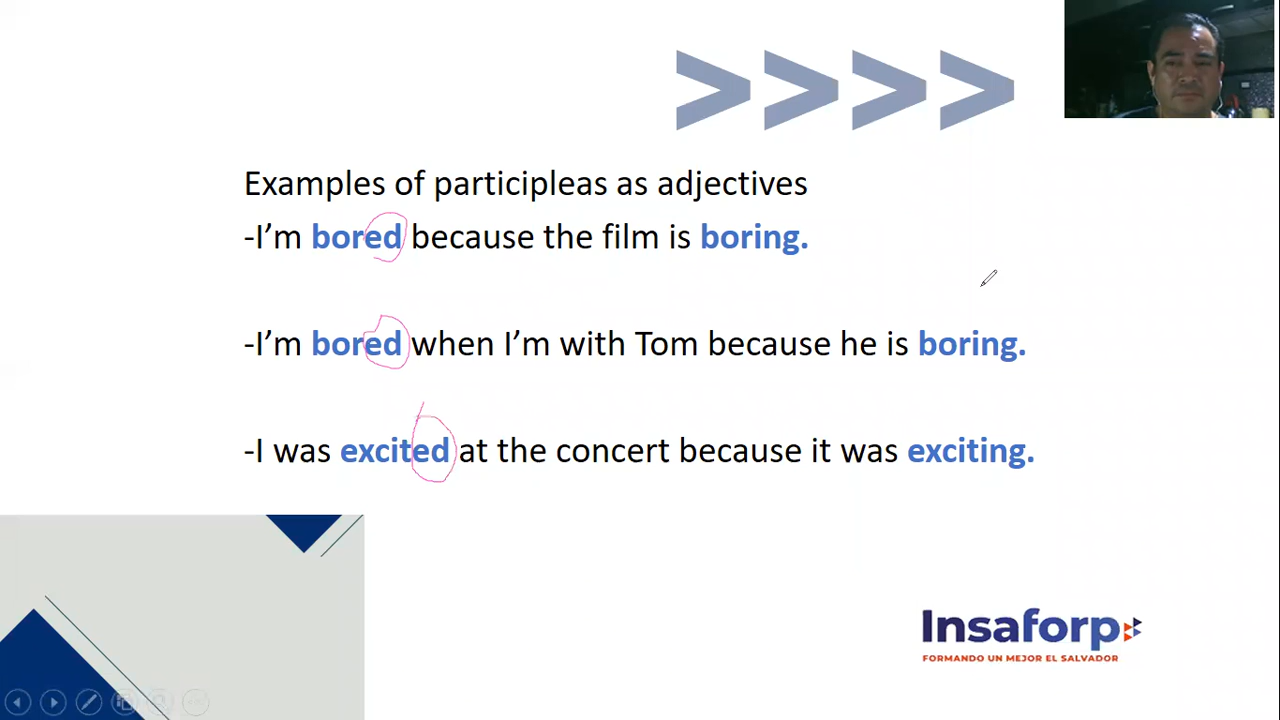 Examples of participleas as adjectives
-I’m bored because the film is boring.
-I’m bored when I’m with Tom because he is boring.
-I was excited at the concert because it was exciting.
Insaforp
FORMANDO UN MEJOR EL SALVADOR